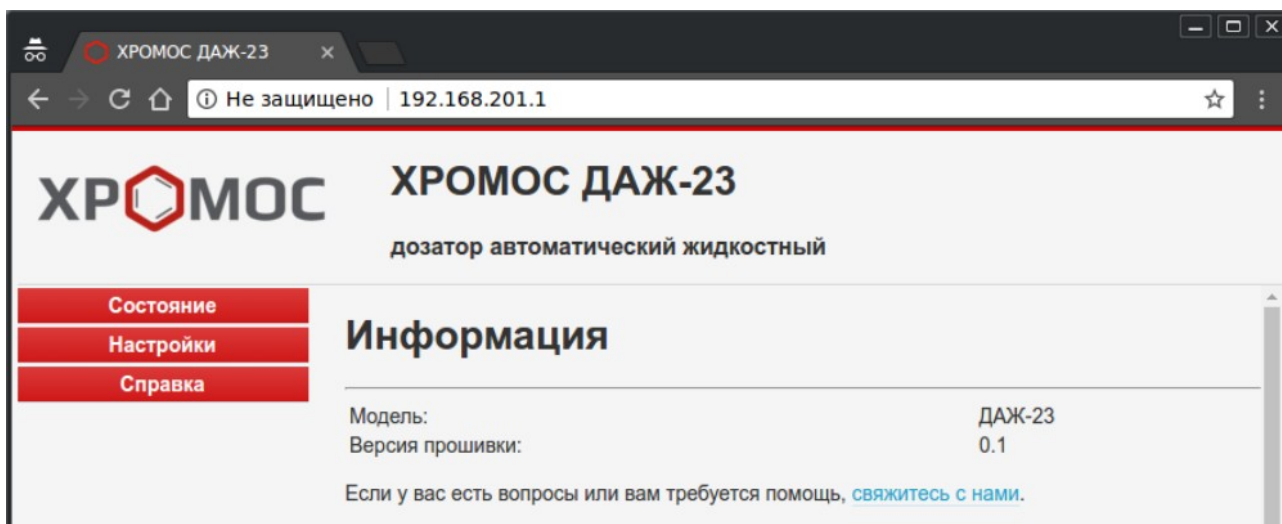 ХРОМОС ДАЖ-23
Не защищено | 192.168.201.1
ХРОМОС
ХРОМОС ДАЖ-23
дозатор автоматический жидкостный
Состояние
Настройки
Справка
Информация
Модель: ДАЖ-23
Версия прошивки: 0.1
Если у вас есть вопросы или вам требуется помощь, свяжитесь с нами.